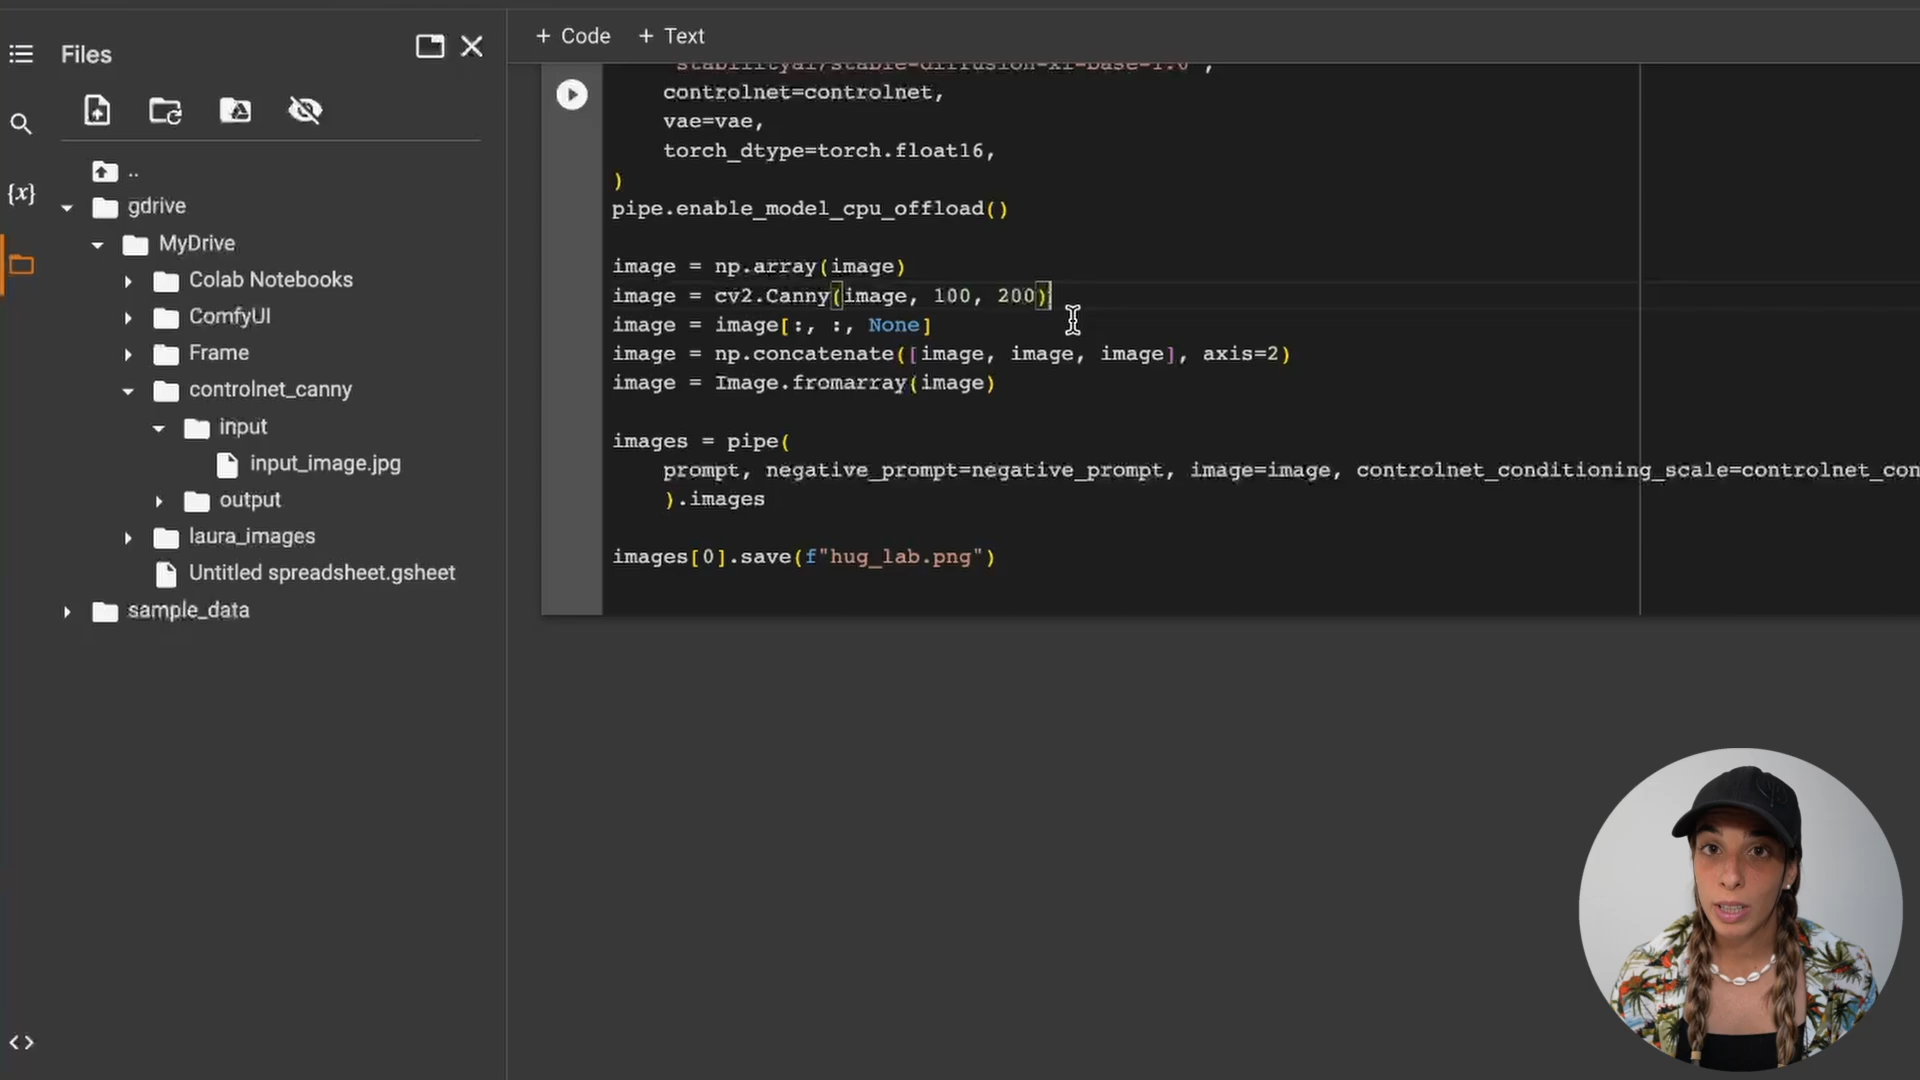 Files
..
gdrive
MyDrive
Colab Notebooks
ComfyUI
Frame
controlnet_canny
input
input_image.jpg
output
laura_images
Untitled spreadsheet.gsheet
sample_data
{x}
<>
+ Code + Text
"stabilityai/stable-diffusion-xl-base-1.0",
controlnet=controlnet,
vae=vae,
torch_dtype=torch.float16,
)
pipe.enable_model_cpu_offload()
image = np.array(image)
image = cv2.Canny(image, 100, 200)
image = image[:, :, None]
image = np.concatenate([image, image, image], axis=2)
image = Image.fromarray(image)
images = pipe(
prompt, negative_prompt=negative_prompt, image=image, controlnet_conditioning_scale=controlnet_con
).images
images[0].save(f"hug_lab.png")